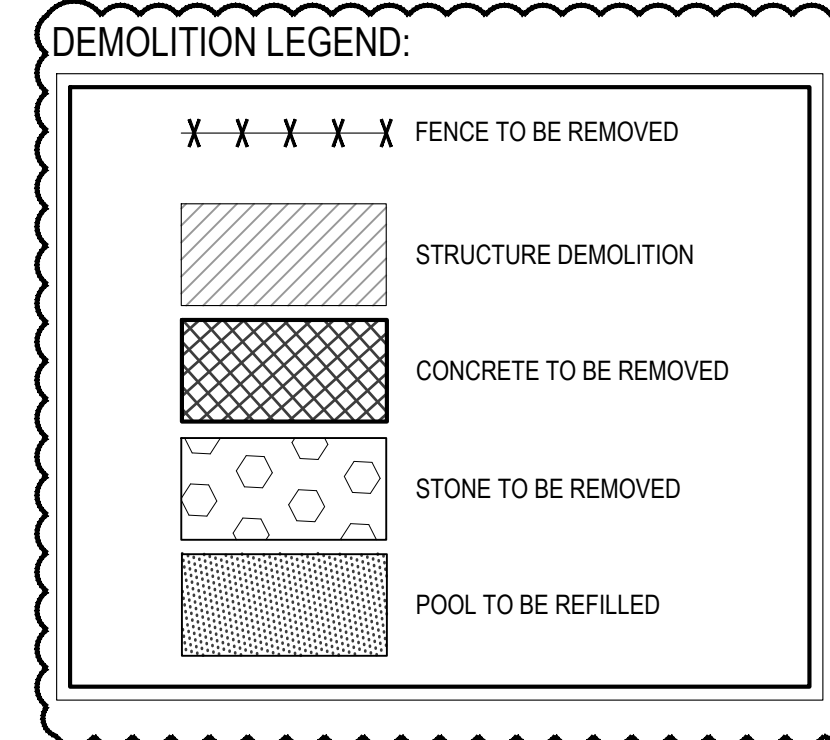 DEMOLITION LEGEND:
FENCE TO BE REMOVED
STRUCTURE DEMOLITION
CONCRETE TO BE REMOVED
STONE TO BE REMOVED
POOL TO BE REFILLED